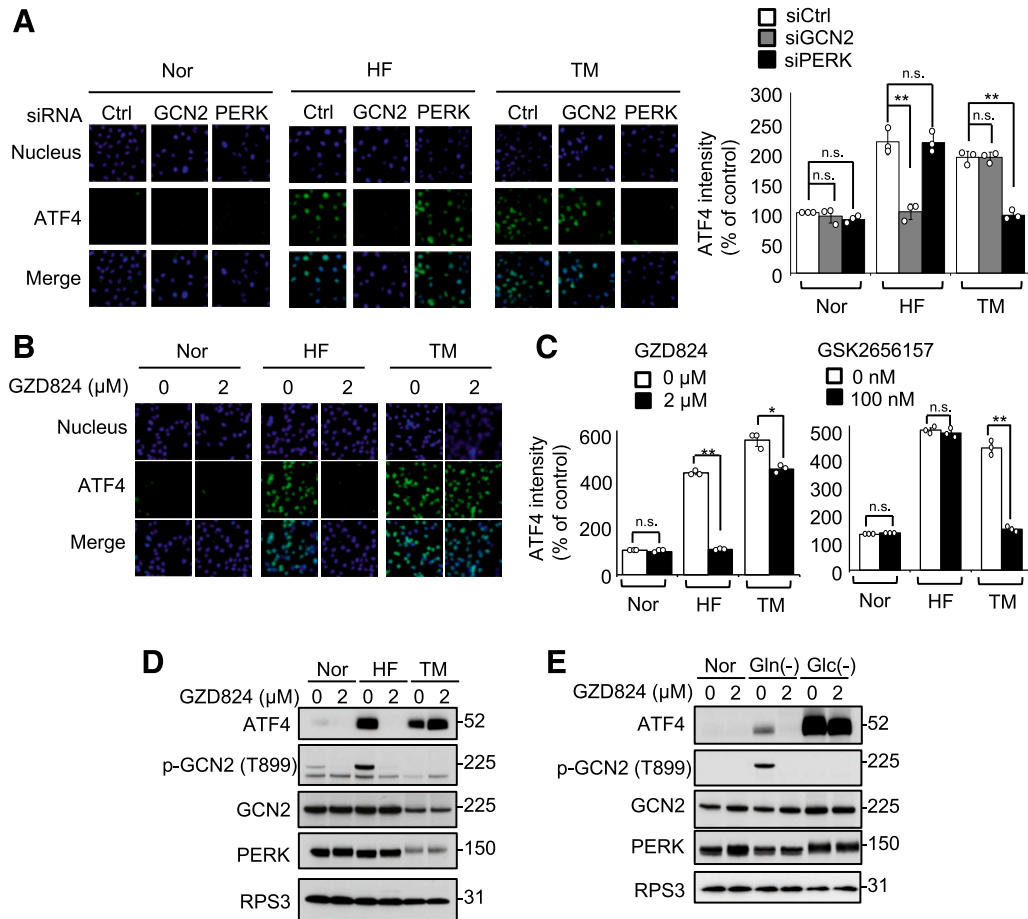 A
Nor HF TM
siRNA Ctrl GCN2 PERK Ctrl GCN2 PERK Ctrl GCN2 PERK
Nucleus
ATF4
Merge
siCtrl
siGCN2
siPERK
ATF4 intensity
(% of control)
300
250
200
150
100
50
0
n.s.
n.s.
n.s.
**
n.s.
**
Nor HF TM
B
Nor HF TM
GZD824 (μM) 0 2 0 2 0 2
Nucleus
ATF4
Merge
C
GZD824
0 μM
2 μM
ATF4 intensity
(% of control)
600
400
200
0
n.s.
**
*
Nor HF TM
GSK2656157
0 nM
100 nM
500
400
300
200
100
0
n.s.
n.s.
**
Nor HF TM
D
Nor HF TM
GZD824 (μM) 0 2 0 2 0 2
ATF4 -52
p-GCN2 (T899) -225
GCN2 -225
PERK -150
RPS3 -31
E
Nor Gln(-) Glc(-)
GZD824 (μM) 0 2 0 2 0 2
ATF4 -52
p-GCN2 (T899) -225
GCN2 -225
PERK -150
RPS3 -31